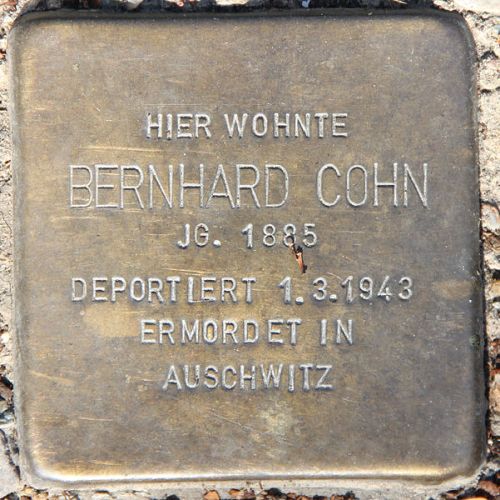 HIER WOHNTE
BERNHARD COHN
JG. 1885
DEPORTIERT 1.3.1943
ERMORDET IN
AUSCHWITZ